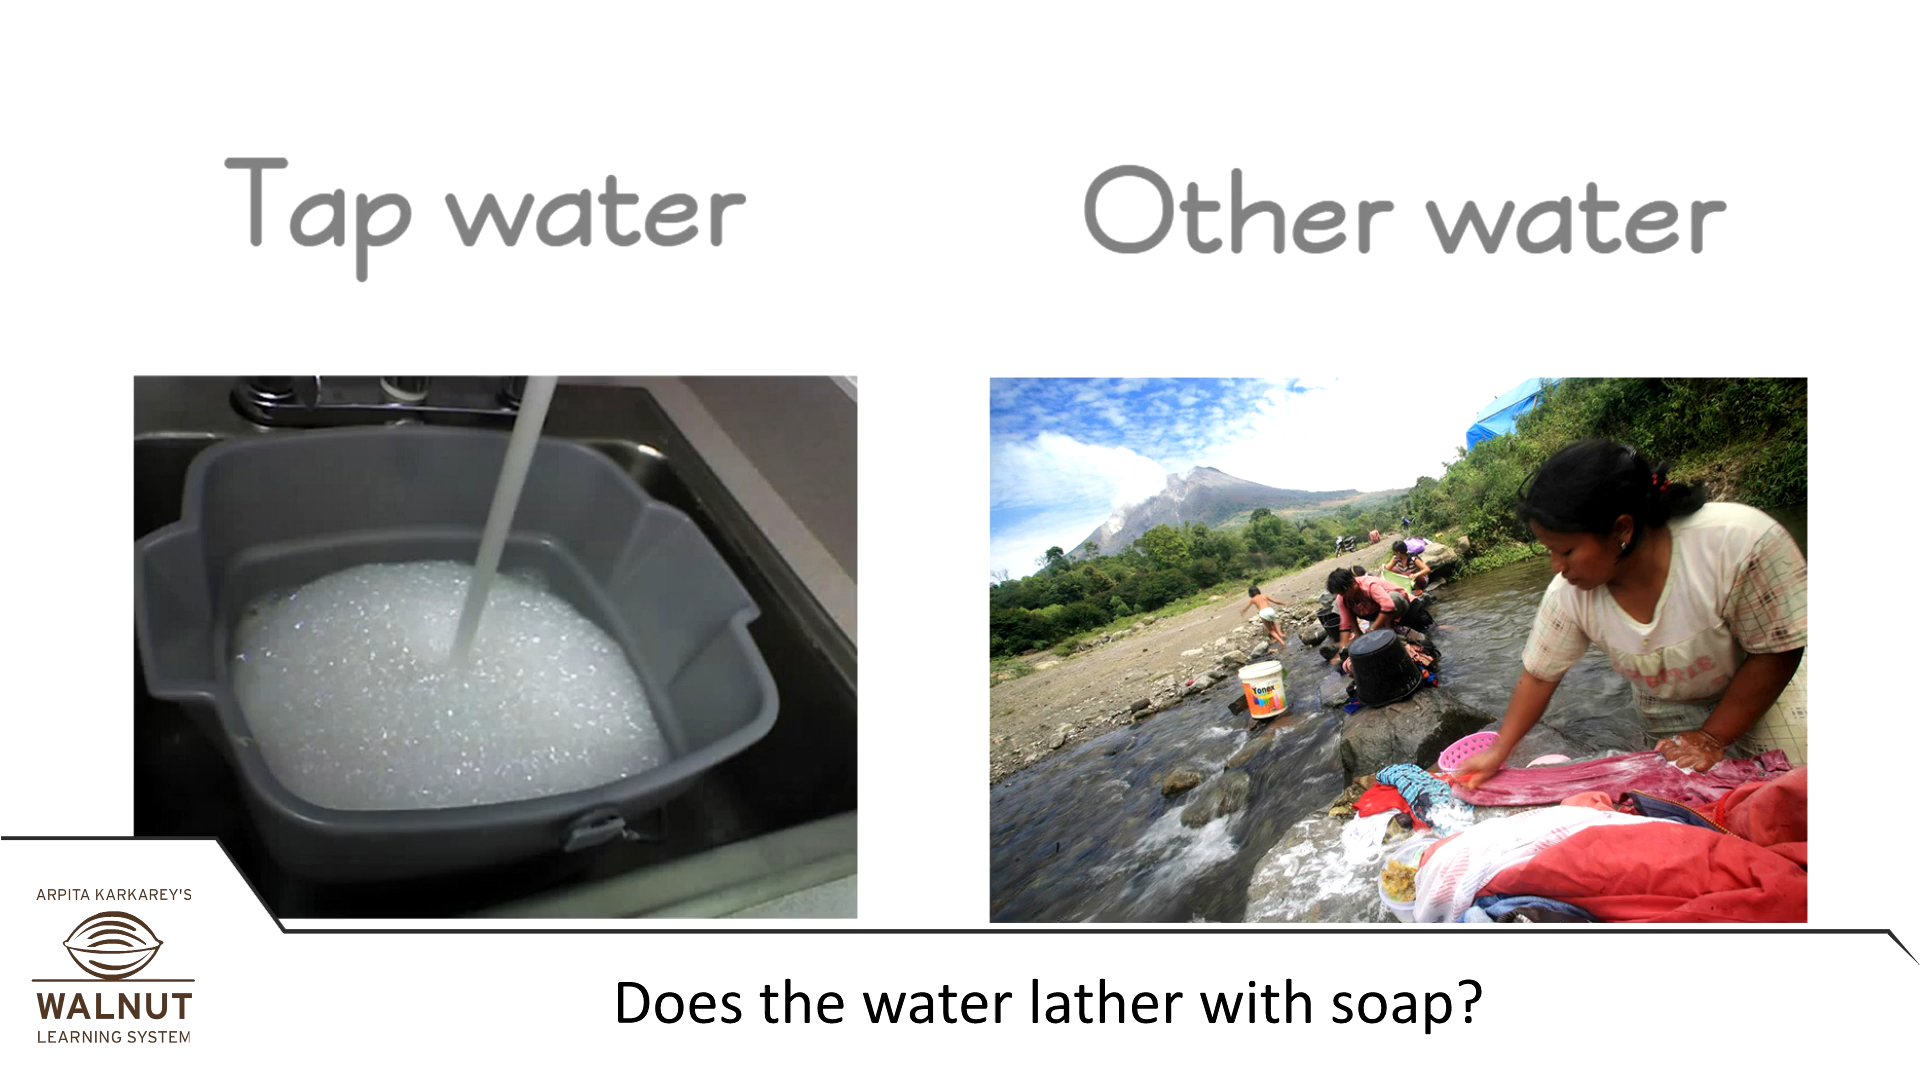 Tap water
Other water
Yonex
ARPITA KARKAREY'S
WALNUT
LEARNING SYSTEM
Does the water lather with soap?